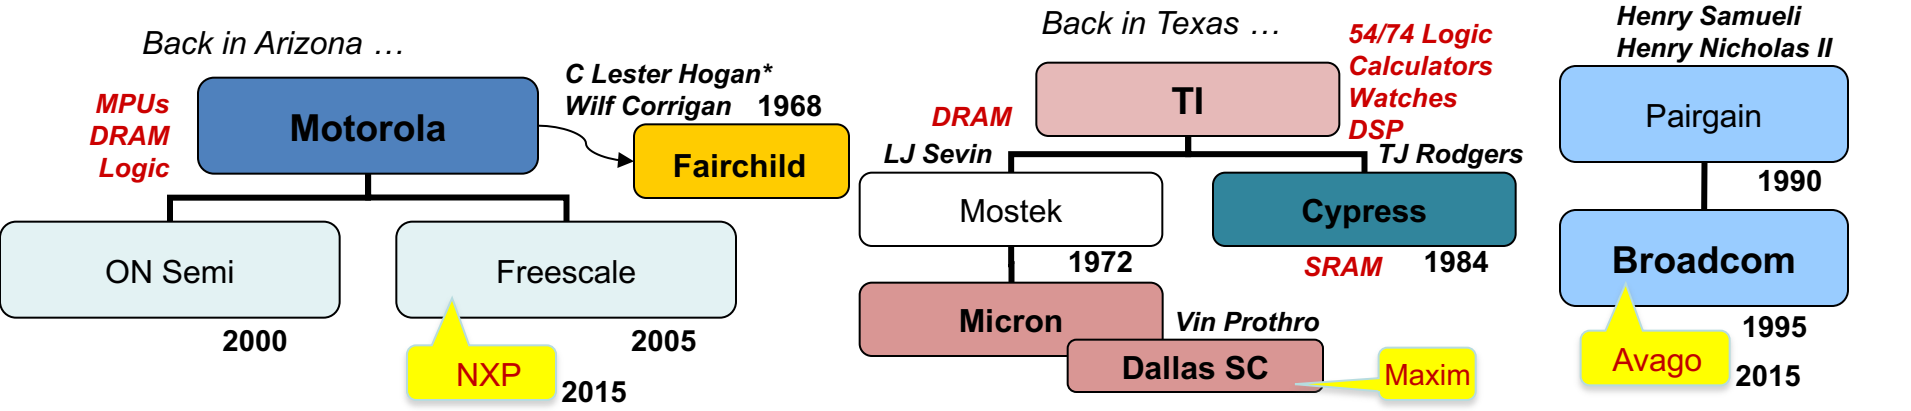 Back in Arizona …
MPUs
DRAM
Logic
Motorola
C Lester Hogan*
Wilf Corrigan 1968
Fairchild
ON Semi
2000
Freescale
2005
NXP
2015
Back in Texas …
54/74 Logic
Calculators
Watches
DSP
TI
DRAM
LJ Sevin
TJ Rodgers
Mostek
1972
Cypress
SRAM 1984
Micron
Vin Prothro
Dallas SC
Maxim
Henry Samueli
Henry Nicholas II
Pairgain
1990
Broadcom
1995
Avago
2015